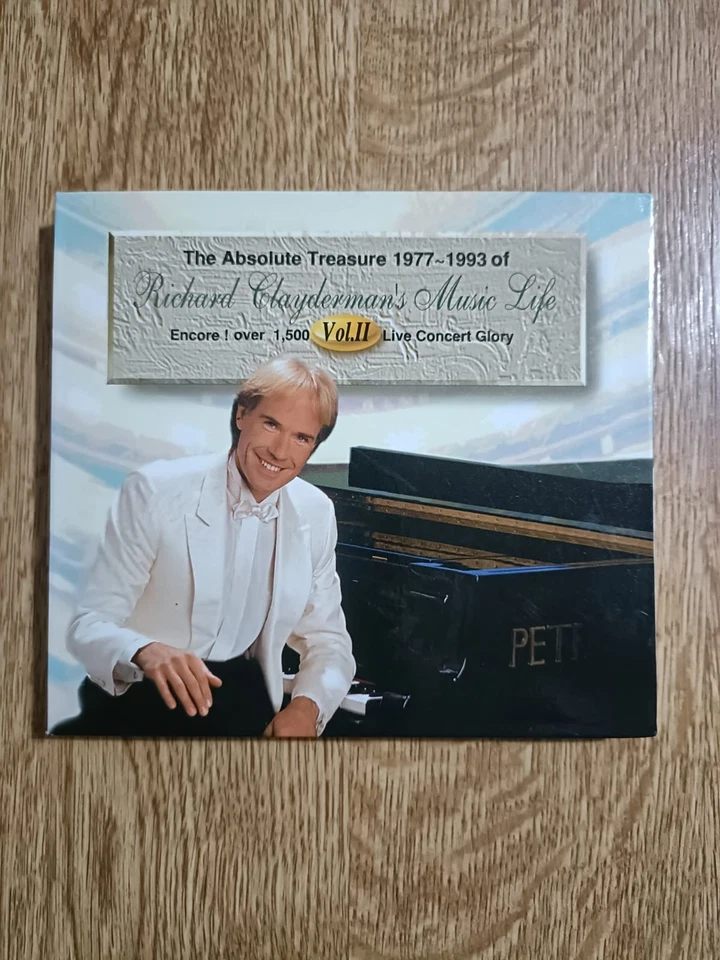 The Absolute Treasure 1977~1993 of
Richard Clayderman's Music Life
Encore ! over 1,500 Vol.II Live Concert Glory
PET